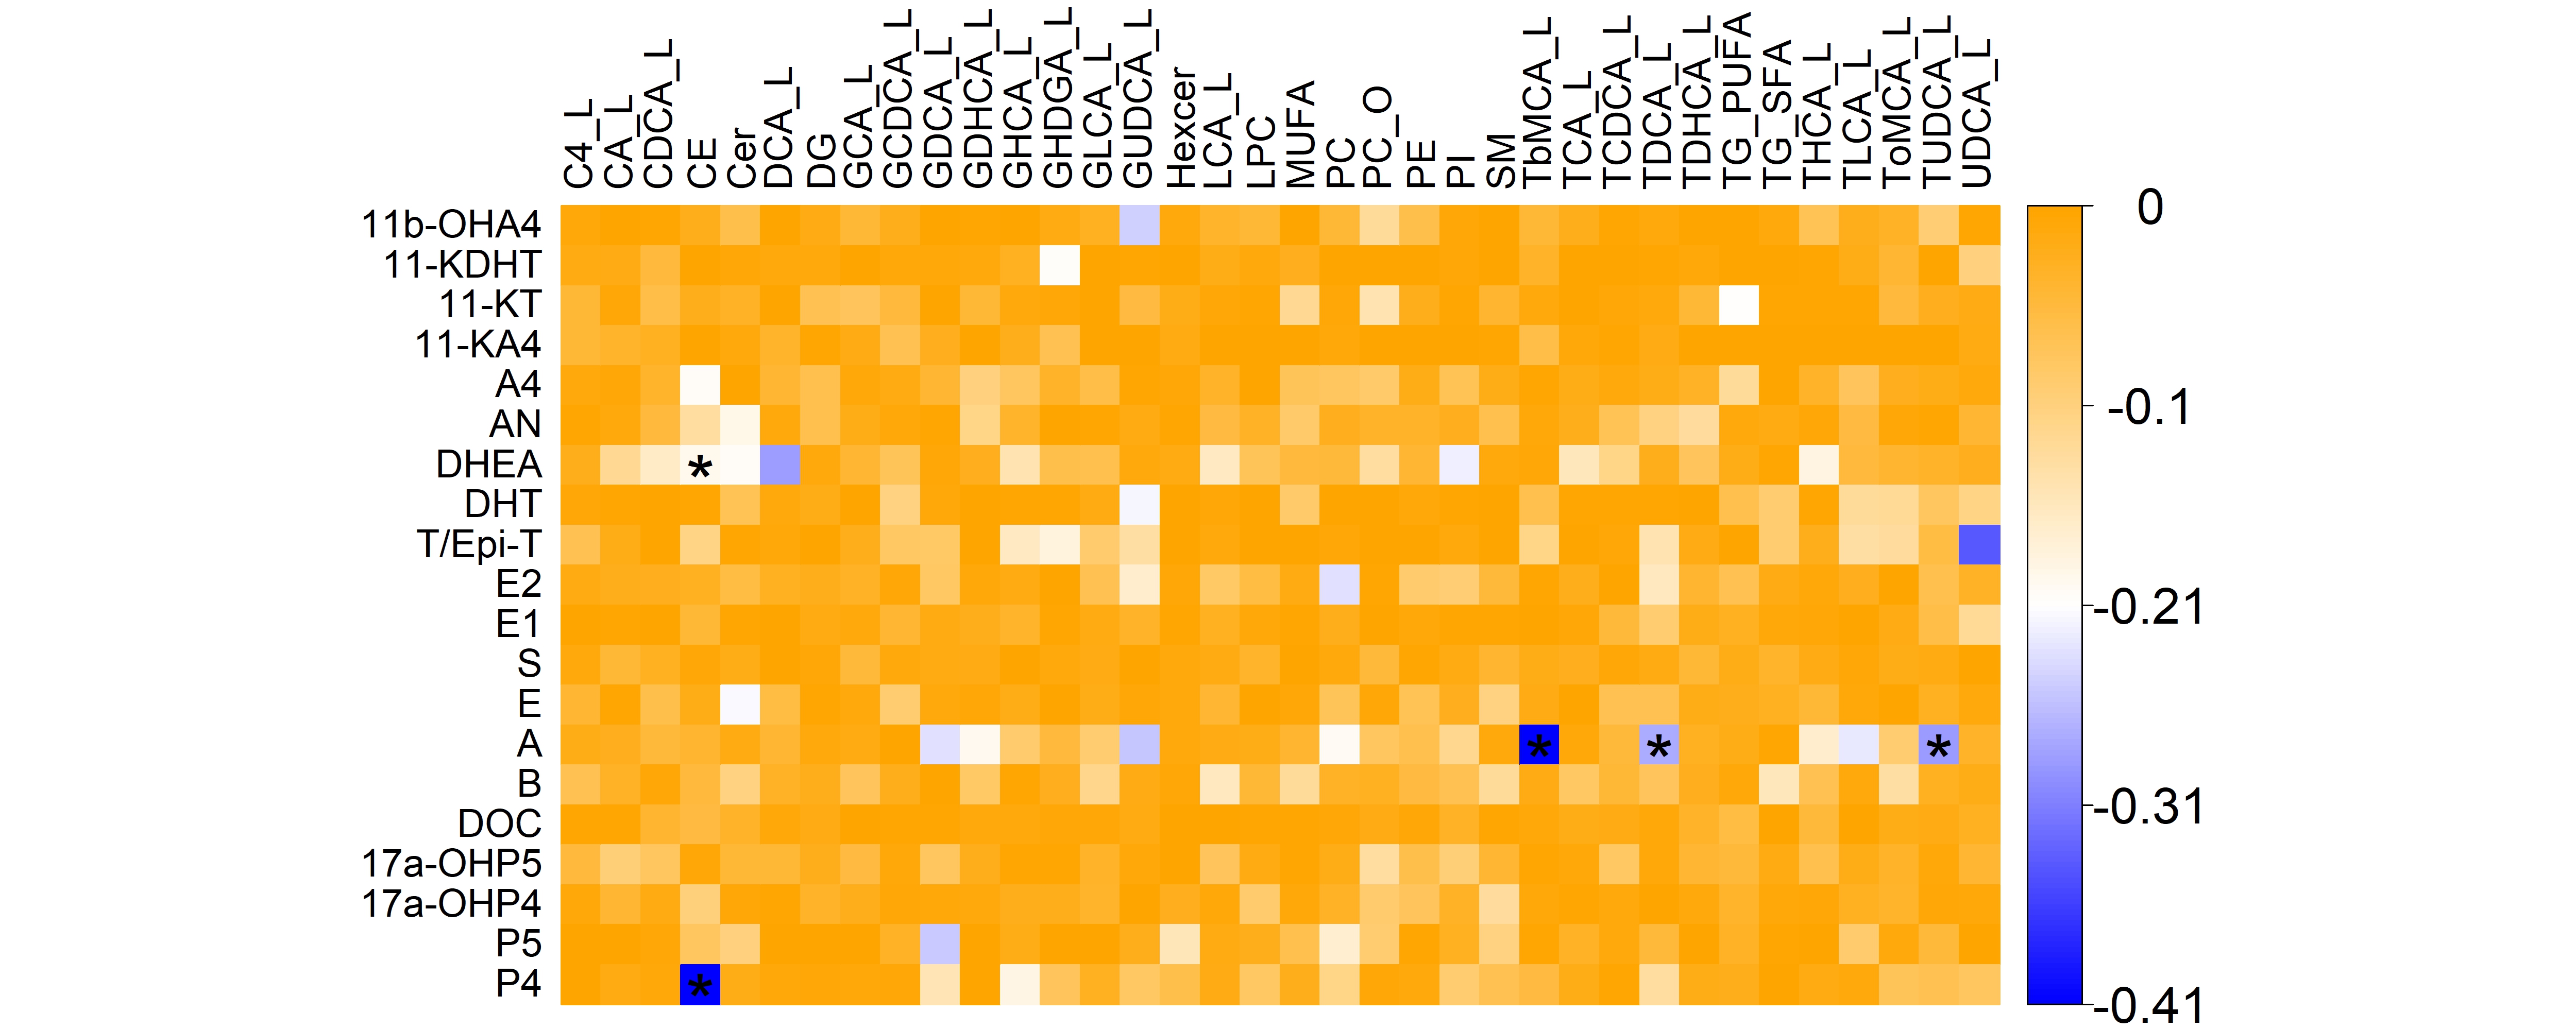 C4_L
CA_L
CDCA_L
CE
Cer
DCA_L
DG
GCA_L
GCDCA_L
GDCA_L
GDHCA_L
GHCA_L
GHDGA_L
GLCA_L
GUDCA_L
Hexcer
LCA_L
LPC
MUFA
PC
PC_O
PE
PI
SM
TbMCA_L
TCA_L
TCDCA_L
TDCA_L
TDHCA_L
TG_PUFA
TG_SFA
THCA_L
TLCA_L
ToMCA_L
TUDCA_L
UDCA_L
11b-OHA4
11-KDHT
11-KT
11-KA4
A4
AN
DHEA
*
DHT
T/Epi-T
E2
E1
S
E
A
* * *
B
DOC
17a-OHP5
17a-OHP4
P5
P4
*
0
-0.1
-0.21
-0.31
-0.41